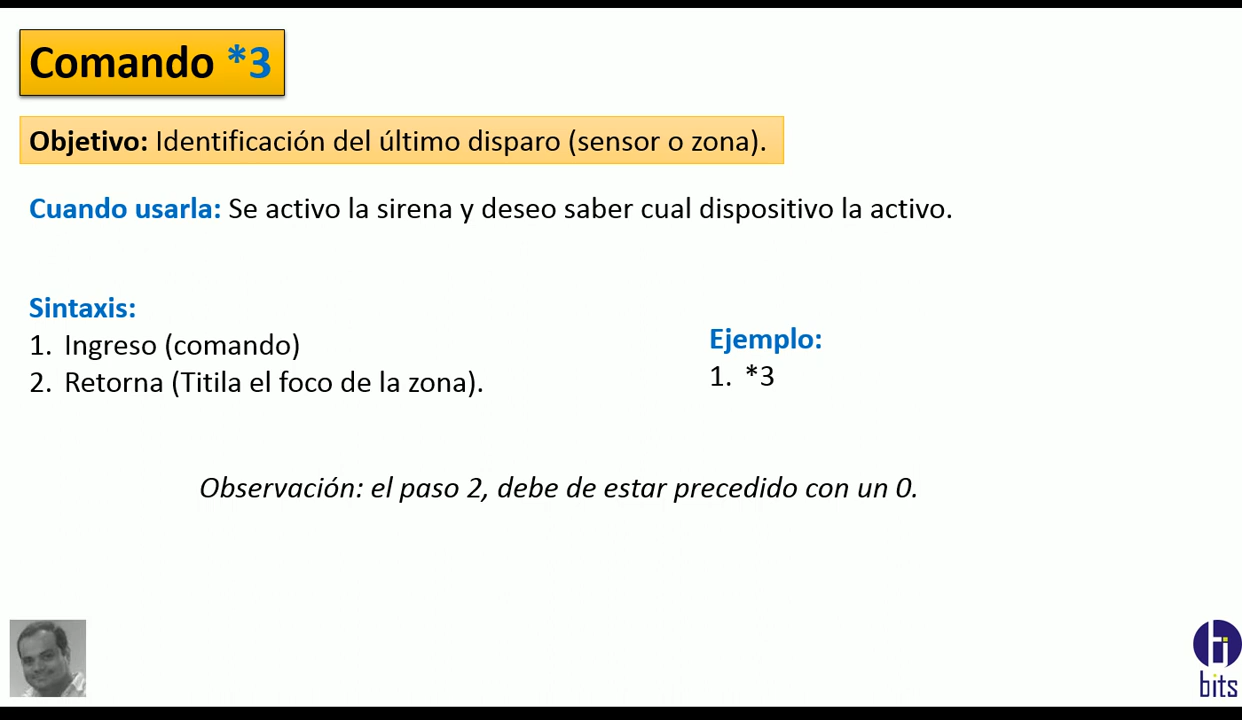 Comando *3
Objetivo: Identificación del último disparo (sensor o zona).
Cuando usarla: Se activo la sirena y deseo saber cual dispositivo la activo.
Sintaxis:
1. Ingreso (comando)
2. Retorna (Titila el foco de la zona).
Ejemplo:
1. *3
Observación: el paso 2, debe de estar precedido con un 0.
bits